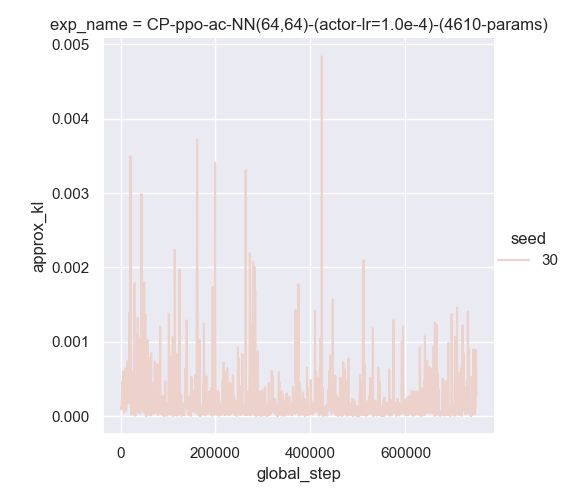 exp_name = CP-ppo-ac-NN(64,64)-(actor-lr=1.0e-4)-(4610-params)
0.005
0.004
0.003
0.002
0.001
0.000
approx_kl
0
200000
400000
600000
global_step
seed
30